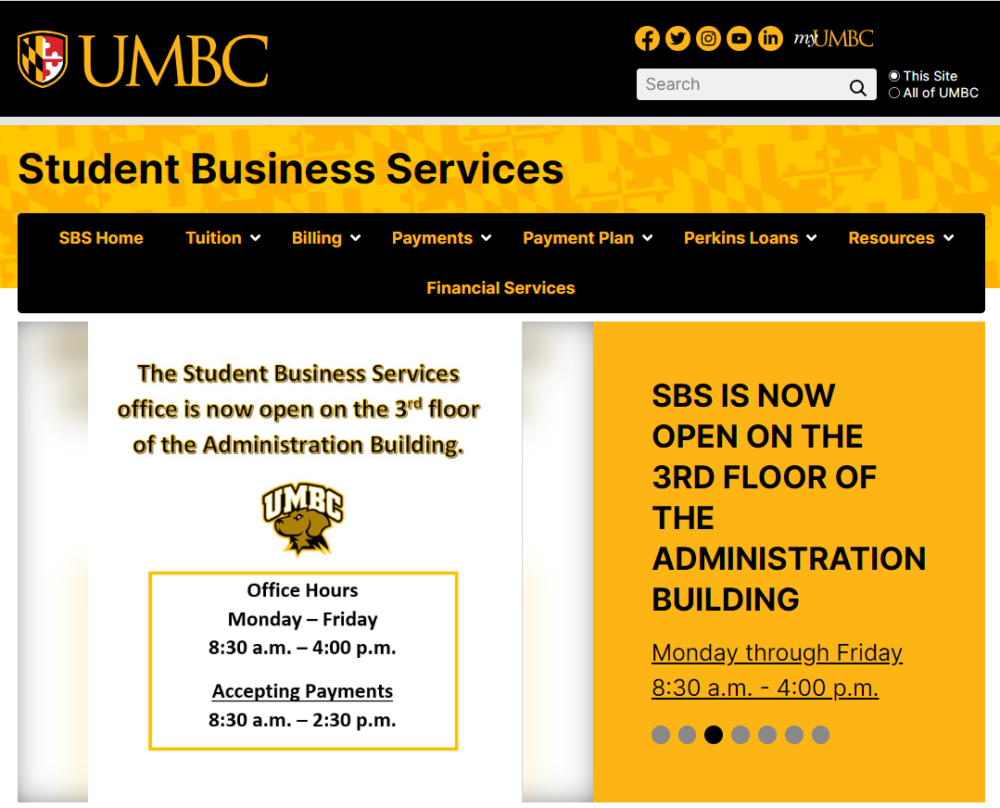 UMBC
myUMBC
Search
This Site
All of UMBC
Student Business Services
SBS Home Tuition Billing Payments Payment Plan Perkins Loans Resources
Financial Services
The Student Business Services
office is now open on the 3rd floor
of the Administration Building.
UMBC
Office Hours
Monday – Friday
8:30 a.m. – 4:00 p.m.
Accepting Payments
8:30 a.m. – 2:30 p.m.
SBS IS NOW
OPEN ON THE
3RD FLOOR OF
THE
ADMINISTRATION
BUILDING
Monday through Friday
8:30 a.m. - 4:00 p.m.